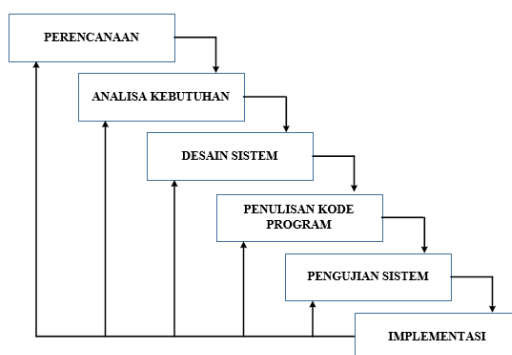 PERENCANAAN
ANALISA KEBUTUHAN
DESAIN SISTEM
PENULISAN KODE
PROGRAM
PENGUJIAN SISTEM
IMPLEMENTASI